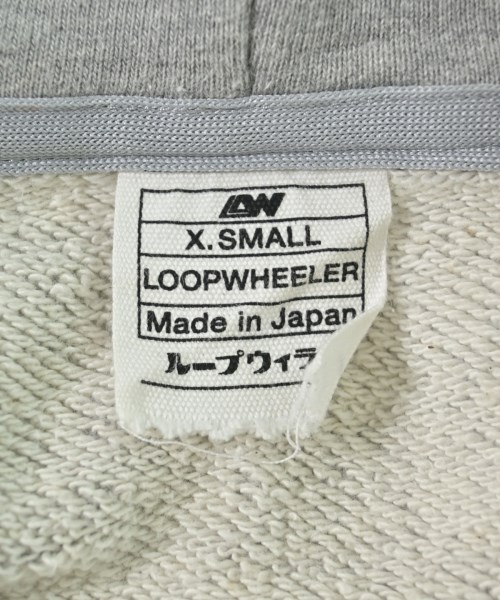 LW
X.SMALL
LOOPWHEELER
Made in Japan
ループウィラ